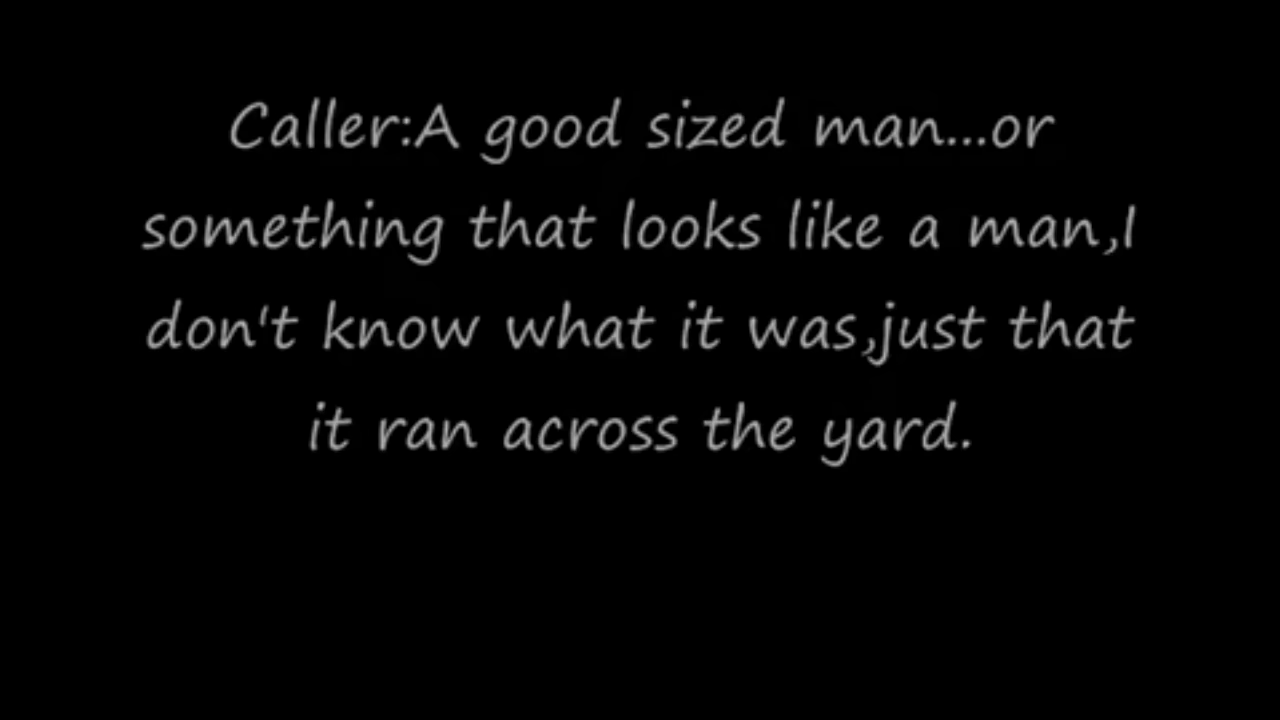 Caller:A good sized man...or
something that looks like a man,I
don't know what it was,just that
it ran across the yard.